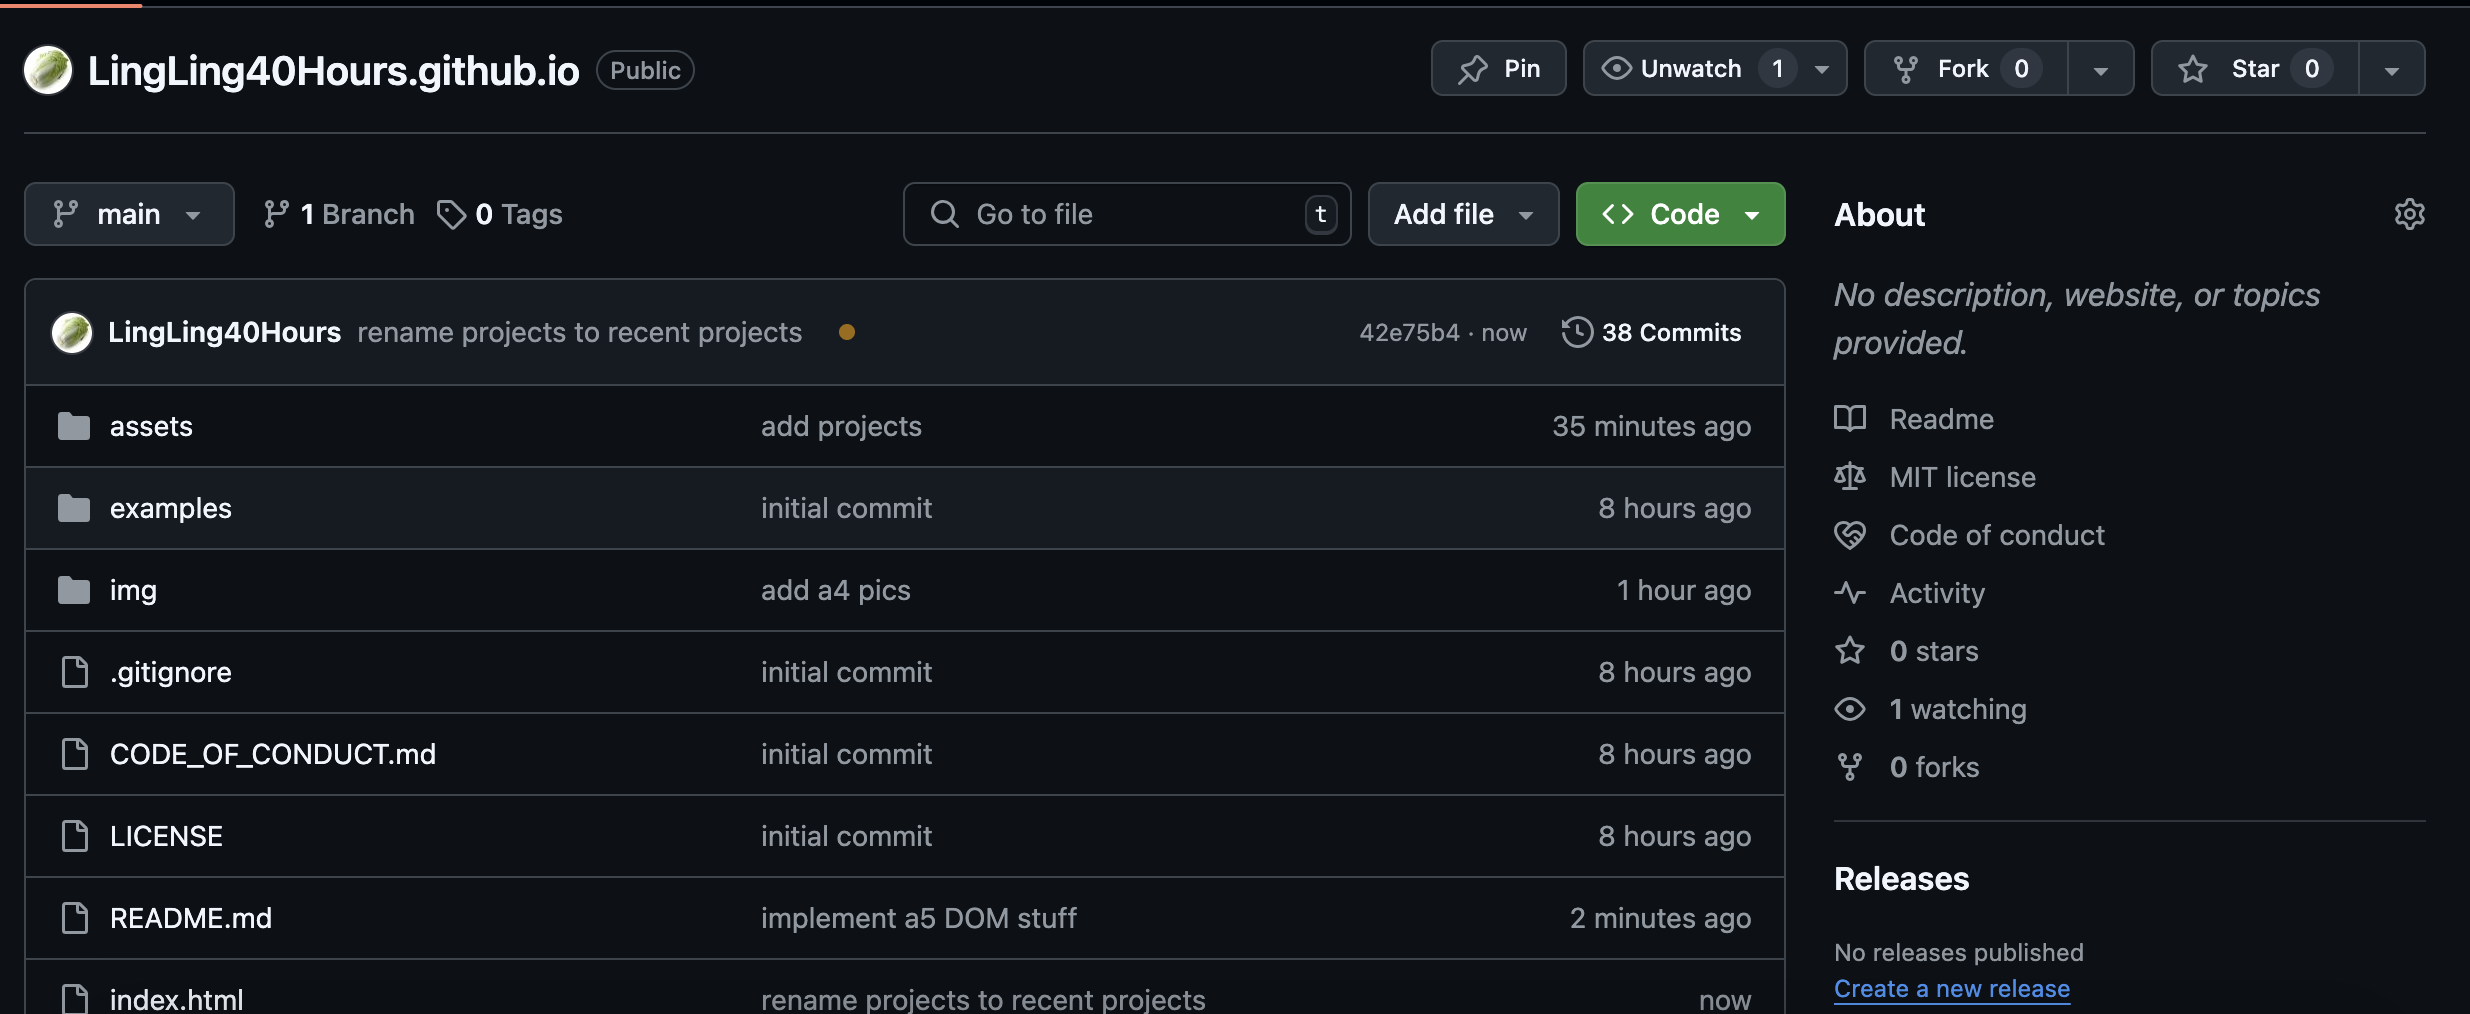 LingLing40Hours.github.io Public Pin Unwatch 1 Fork 0 Star 0
main 1 Branch 0 Tags Go to file t Add file Code
LingLing40Hours rename projects to recent projects 42e75b4 · now 38 Commits
assets add projects 35 minutes ago
examples initial commit 8 hours ago
img add a4 pics 1 hour ago
.gitignore initial commit 8 hours ago
CODE_OF_CONDUCT.md initial commit 8 hours ago
LICENSE initial commit 8 hours ago
README.md implement a5 DOM stuff 2 minutes ago
index.html rename projects to recent projects now
About
No description, website, or topics
provided.
Readme
MIT license
Code of conduct
Activity
0 stars
1 watching
0 forks
Releases
No releases published
Create a new release